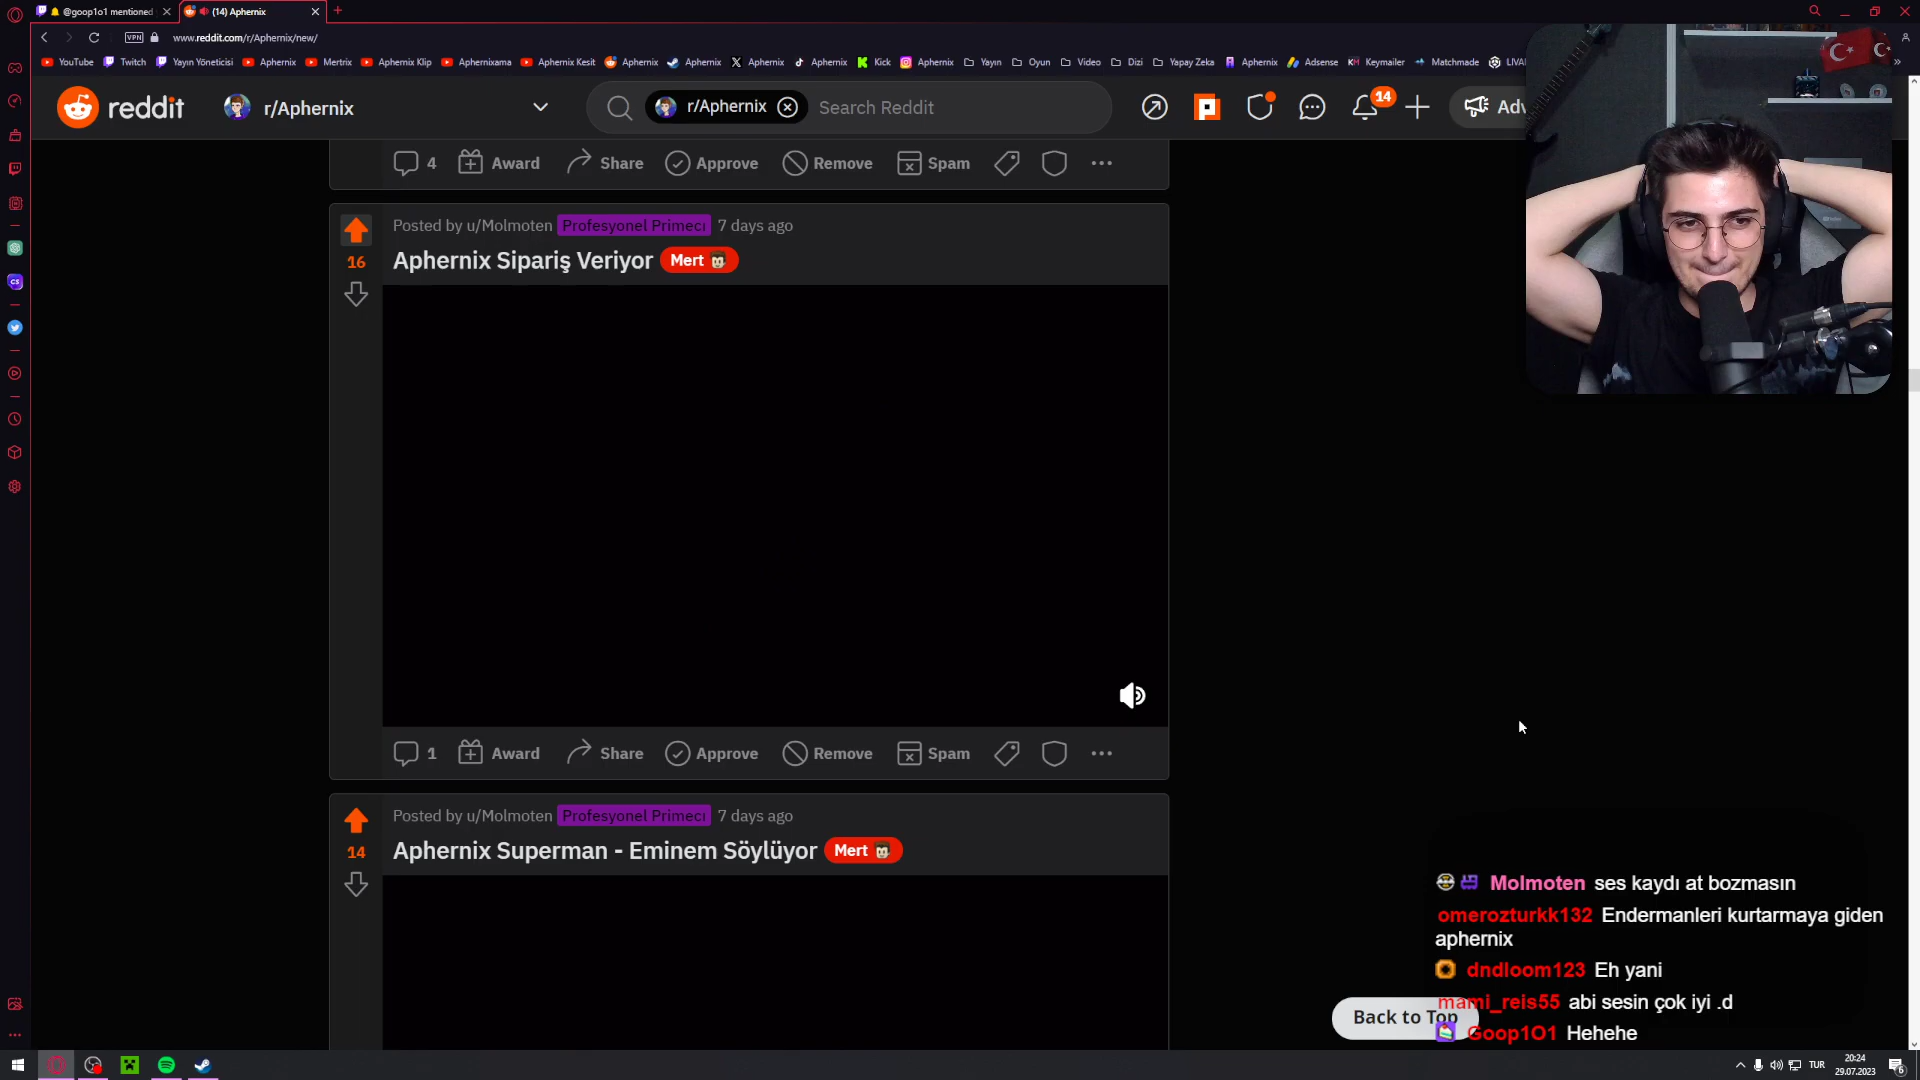 @goop1o1 mentioned
(14) Aphernix
VPN
www.reddit.com/r/Aphernix/new/
YouTube
Twitch
Yayın Yöneticisi
Aphernix
Mertrix
Aphernix Klip
Aphernixama
Aphernix Kesit
Aphernix
Aphernix
Aphernix
Aphernix
Kick
Aphernix
Yayın
Oyun
Video
Dizi
Yapay Zeka
Aphernix
Adsense
Keymailer
Matchmade
reddit
r/Aphernix
r/Aphernix
Search Reddit
14
4
Award
Share
Approve
Remove
Spam
Posted by u/Molmoten Profesyonel Primeci 7 days ago
16
Aphernix Sipariş Veriyor Mert
1
Award
Share
Approve
Remove
Spam
Posted by u/Molmoten Profesyonel Primeci 7 days ago
14
Aphernix Superman - Eminem Söylüyor Mert
Molmoten ses kaydı at bozmasın
omerozturkk132 Endermanleri kurtarmaya giden
aphernix
dndloom123 Eh yani
mami_reis55 abi sesin çok iyi .d
Back to Top
Goop1O1 Hehehe
TUR
20:24
29.07.2023
6